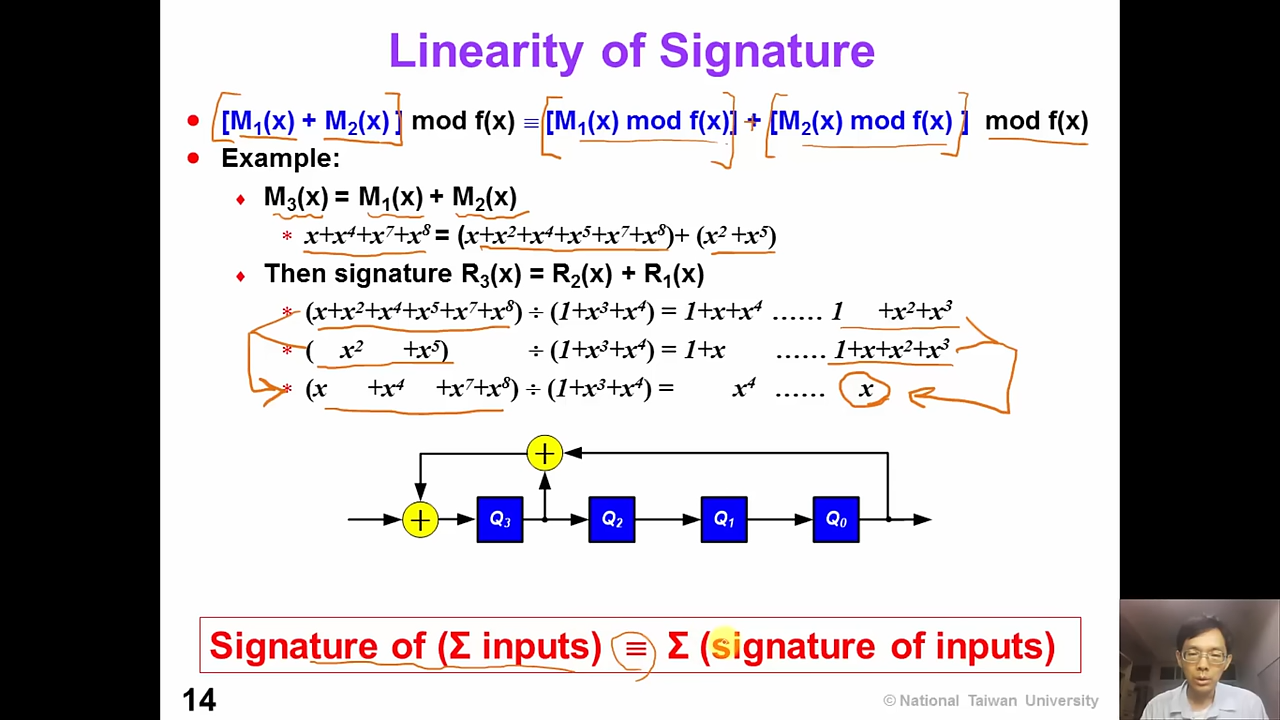 Linearity of Signature
• [M₁(x) + M₂(x) ] mod f(x) ≡ [M₁(x) mod f(x)] + [M₂(x) mod f(x) ] mod f(x)
• Example:
♦ M₃(x) = M₁(x) + M₂(x)
* x+x⁴+x⁷+x⁸ = (x+x²+x⁴+x⁵+x⁷+x⁸)+ (x²+x⁵)
♦ Then signature R₃(x) = R₂(x) + R₁(x)
* (x+x²+x⁴+x⁵+x⁷+x⁸) ÷ (1+x³+x⁴) = 1+x+x⁴ …… 1 +x²+x³
* ( x² +x⁵) ÷ (1+x³+x⁴) = 1+x …… 1+x+x²+x³
* (x +x⁴ +x⁷+x⁸) ÷ (1+x³+x⁴) = x⁴ …… x
+
+ Q₃ Q₂ Q₁ Q₀
Signature of (Σ inputs) ≡ Σ (signature of inputs)
14 © National Taiwan University